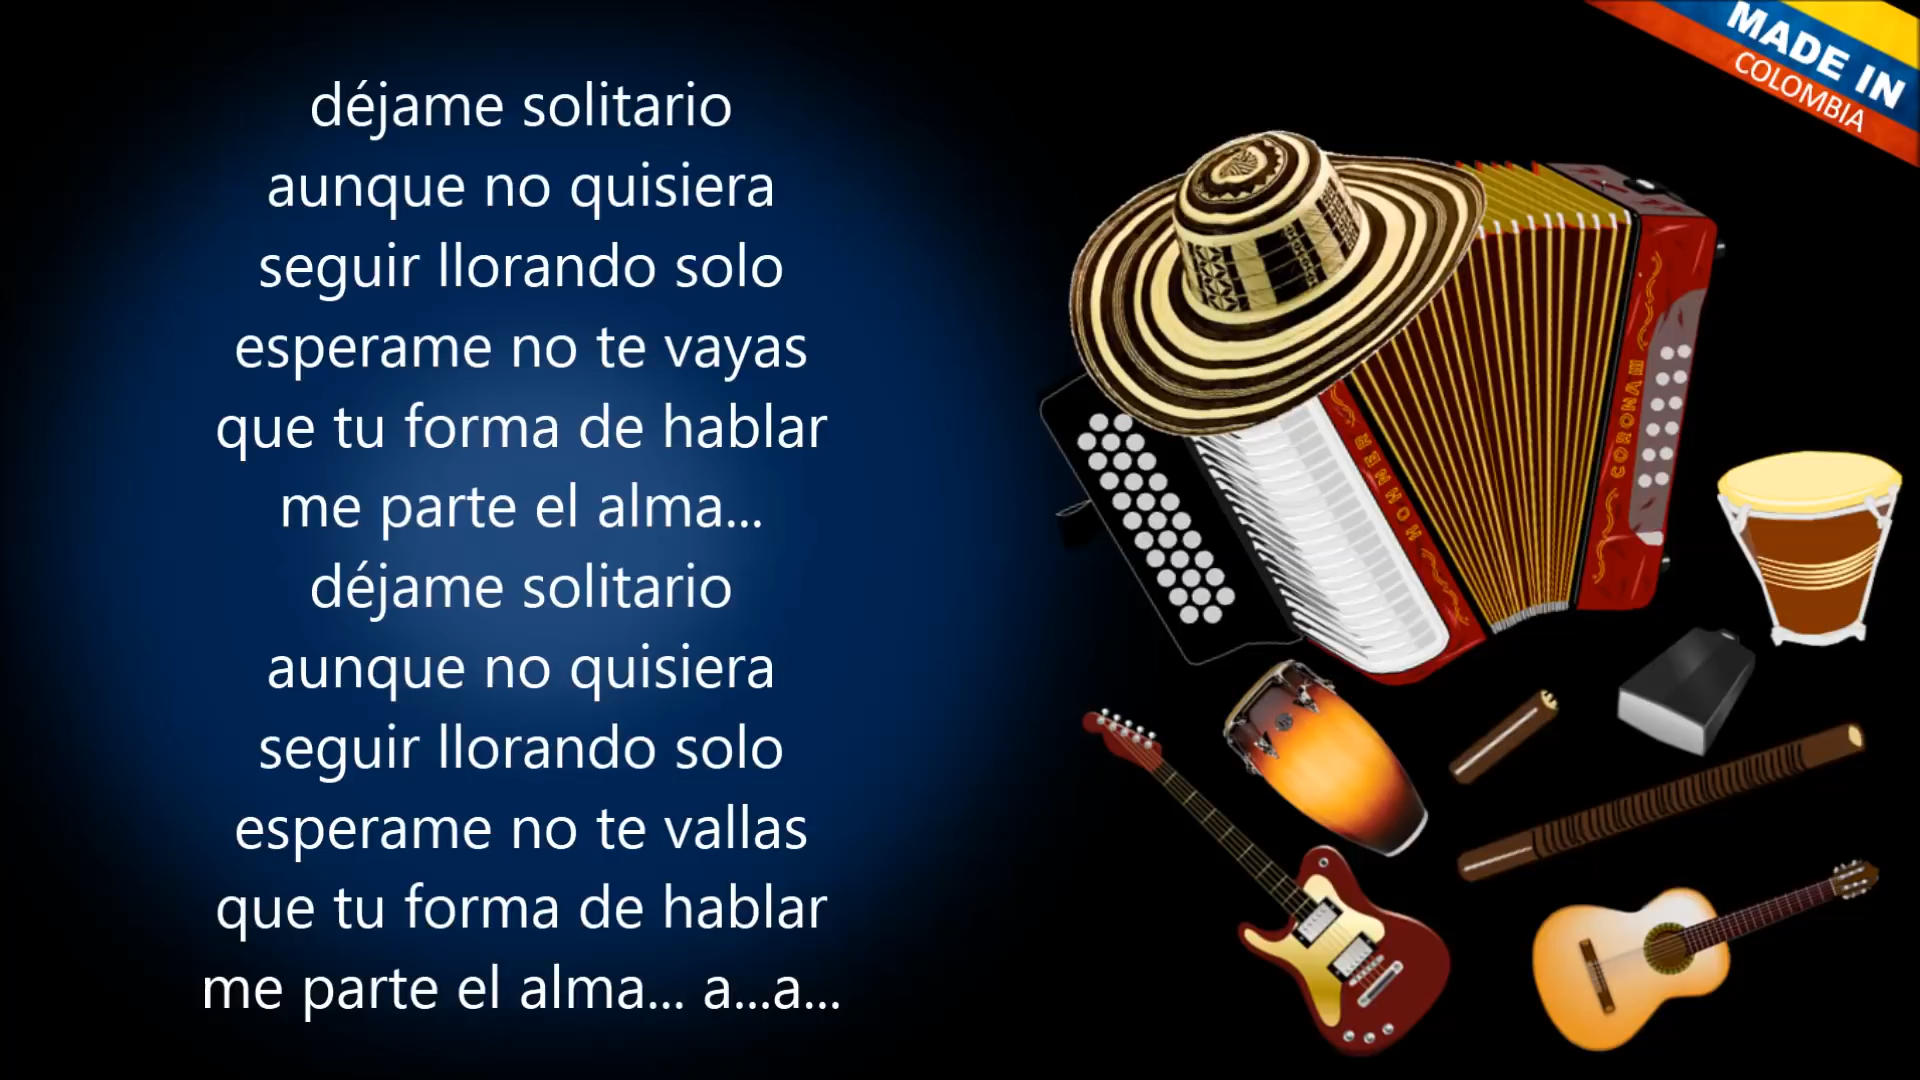 déjame solitario
aunque no quisiera
seguir llorando solo
esperame no te vayas
que tu forma de hablar
me parte el alma...
déjame solitario
aunque no quisiera
seguir llorando solo
esperame no te vallas
que tu forma de hablar
me parte el alma... a...a...
MADE IN
COLOMBIA
HOHNER
CORONA III